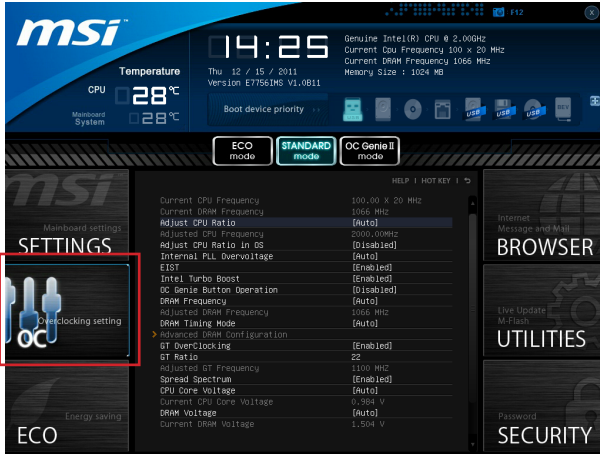 msi
14:25
Thu 12 / 15 / 2011
Version E7756IMS V1.0B11
Genuine Intel(R) CPU @ 2.00GHz
Current Cpu Frequency 100 × 20 MHz
Current DRAM Frequency 1066 MHz
Memory Size : 1024 MB
F12
X
Temperature
CPU 28°C
Mainboard
System 28°C
Boot device priority
USB
USB
USB
REV
ECO
mode
STANDARD
mode
OC Genie II
mode
HELP | HOT KEY |
msi
Mainboard settings
SETTINGS
Overclocking setting
OC
Energy saving
ECO
Current CPU Frequency 100.00 X 20 MHz
Current DRAM Frequency 1066 MHz
Adjust CPU Ratio [Auto]
Adjusted CPU Frequency 2000.00MHz
Adjust CPU Ratio in OS [Disabled]
Internal PLL Overvoltage [Auto]
EIST [Enabled]
Intel Turbo Boost [Enabled]
OC Genie Button Operation [Disabled]
DRAM Frequency [Auto]
Adjusted DRAM Frequency 1066 MHz
DRAM Timing Mode [Auto]
> Advanced DRAM Configuration
GT OverClocking [Enabled]
GT Ratio 22
Adjusted GT Frequency 1100 MHZ
Spread Spectrum [Enabled]
CPU Core Voltage [Auto]
Current CPU Core Voltage 0.984 V
DRAM Voltage [Auto]
Current DRAM Voltage 1.504 V
Internet
Message and Mail
BROWSER
Live Update
M-Flash
UTILITIES
Password
SECURITY